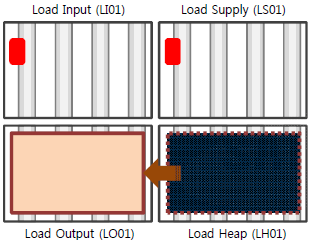 Load Input (LI01)
Load Supply (LS01)
Load Output (LO01)
Load Heap (LH01)